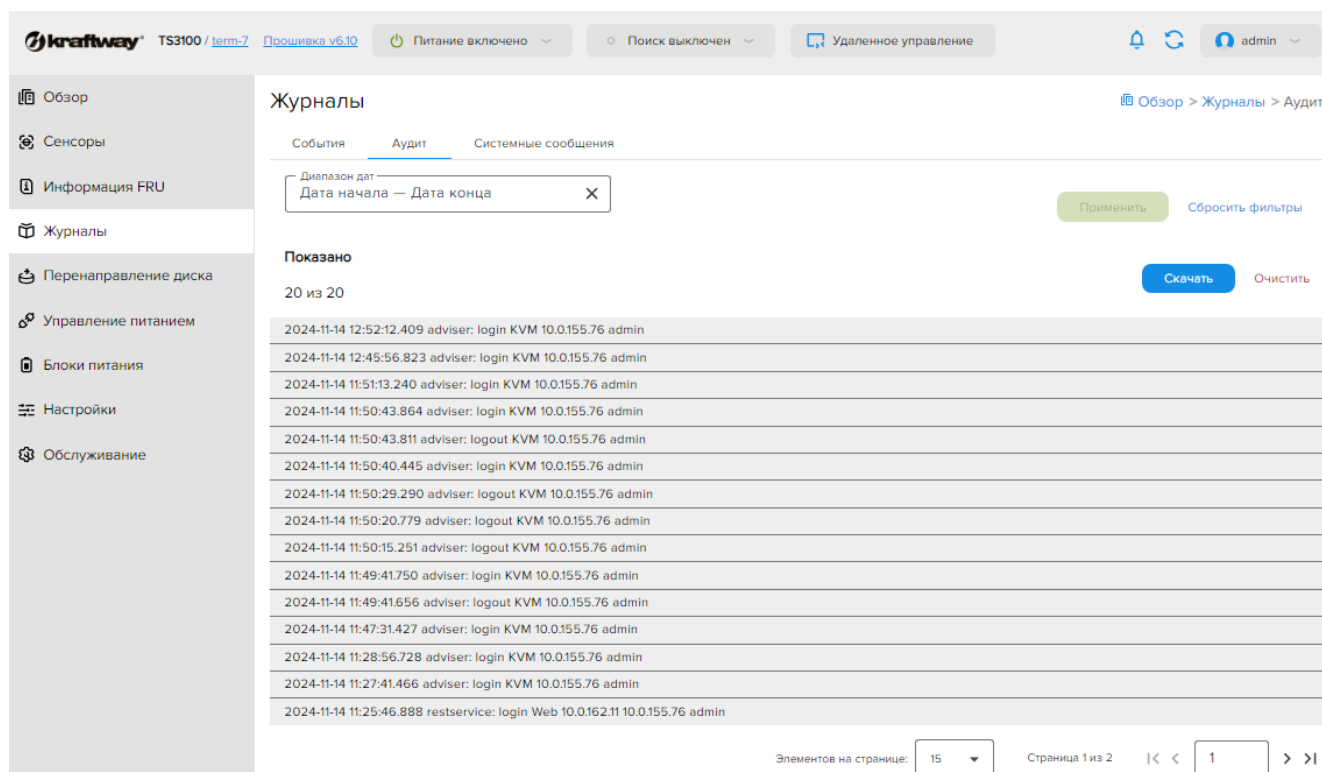 kraftway TS3100 / term-7 Прошивка v6.10 Питание включено Поиск выключен Удаленное управление admin
Обзор
Сенсоры
Информация FRU
Журналы
Перенаправление диска
Управление питанием
Блоки питания
Настройки
Обслуживание
Журналы
Обзор > Журналы > Аудит
События Аудит Системные сообщения
Диапазон дат
Дата начала — Дата конца
Применить Сбросить фильтры
Показано
20 из 20
Скачать Очистить
2024-11-14 12:52:12.409 adviser: login KVM 10.0.155.76 admin
2024-11-14 12:45:56.823 adviser: login KVM 10.0.155.76 admin
2024-11-14 11:51:13.240 adviser: login KVM 10.0.155.76 admin
2024-11-14 11:50:43.864 adviser: login KVM 10.0.155.76 admin
2024-11-14 11:50:43.811 adviser: logout KVM 10.0.155.76 admin
2024-11-14 11:50:40.445 adviser: login KVM 10.0.155.76 admin
2024-11-14 11:50:29.290 adviser: logout KVM 10.0.155.76 admin
2024-11-14 11:50:20.779 adviser: logout KVM 10.0.155.76 admin
2024-11-14 11:50:15.251 adviser: logout KVM 10.0.155.76 admin
2024-11-14 11:49:41.750 adviser: login KVM 10.0.155.76 admin
2024-11-14 11:49:41.656 adviser: logout KVM 10.0.155.76 admin
2024-11-14 11:47:31.427 adviser: login KVM 10.0.155.76 admin
2024-11-14 11:28:56.728 adviser: login KVM 10.0.155.76 admin
2024-11-14 11:27:41.466 adviser: login KVM 10.0.155.76 admin
2024-11-14 11:25:46.888 restservice: login Web 10.0.162.11 10.0.155.76 admin
Элементов на странице: 15 Страница 1 из 2 1